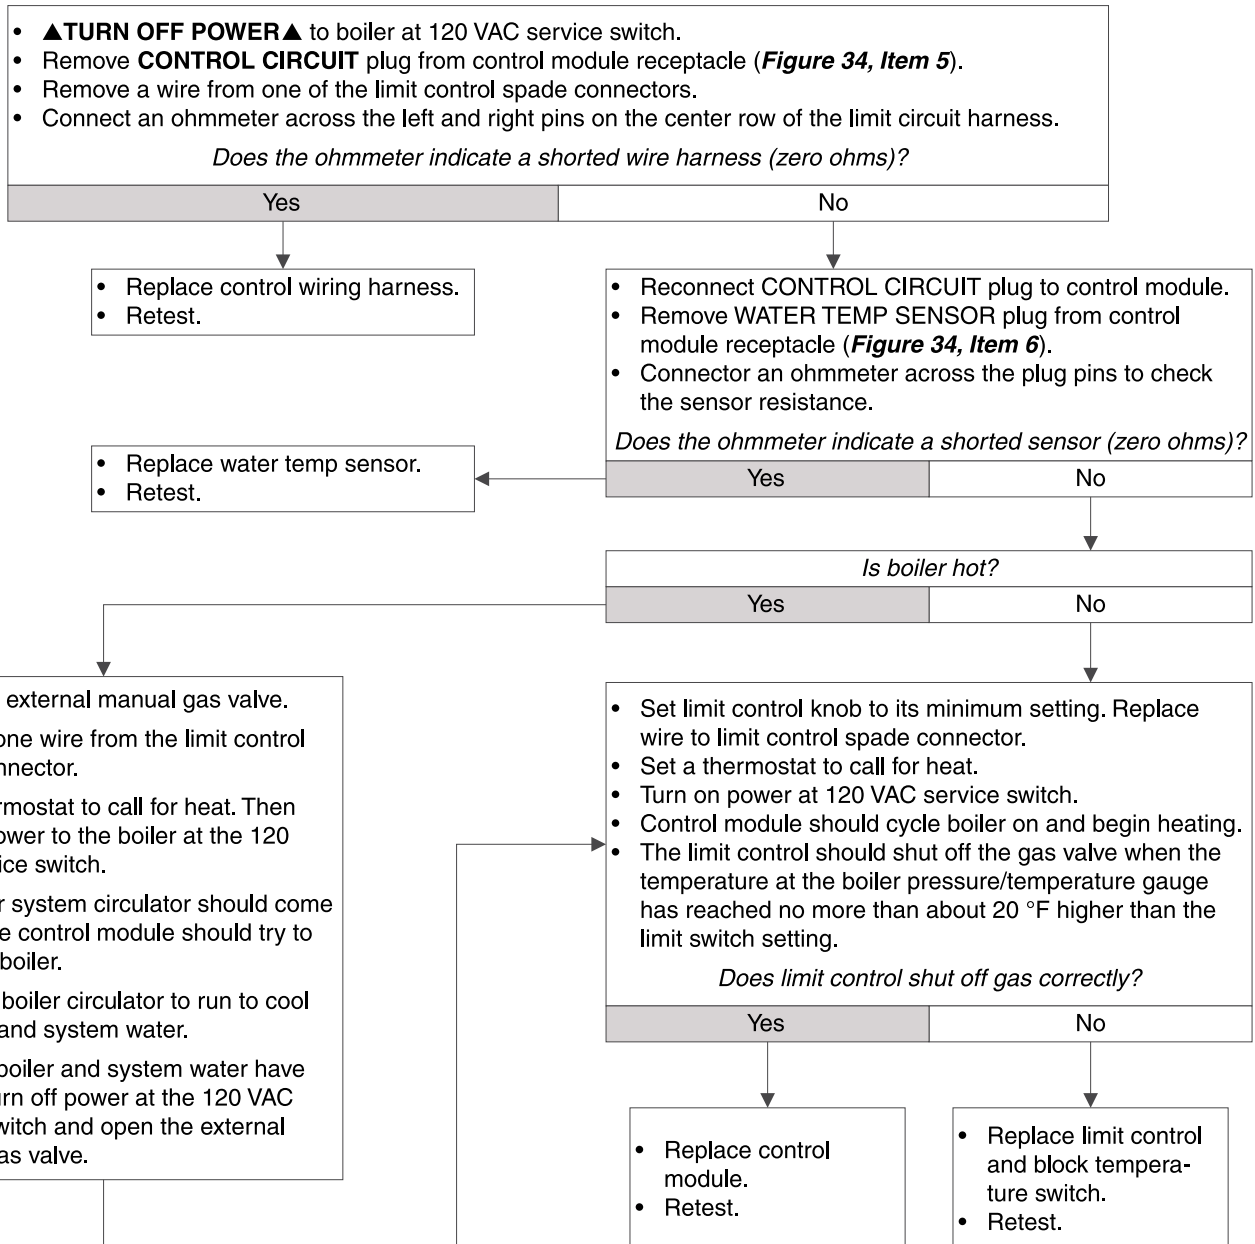 • ▲TURN OFF POWER▲ to boiler at 120 VAC service switch.
• Remove CONTROL CIRCUIT plug from control module receptacle (Figure 34, Item 5).
• Remove a wire from one of the limit control spade connectors.
• Connect an ohmmeter across the left and right pins on the center row of the limit circuit harness.
Does the ohmmeter indicate a shorted wire harness (zero ohms)?
Yes
No
• Replace control wiring harness.
• Retest.
• Reconnect CONTROL CIRCUIT plug to control module.
• Remove WATER TEMP SENSOR plug from control
module receptacle (Figure 34, Item 6).
• Connector an ohmmeter across the plug pins to check
the sensor resistance.
Does the ohmmeter indicate a shorted sensor (zero ohms)?
Yes
No
• Replace water temp sensor.
• Retest.
Is boiler hot?
Yes
No
external manual gas valve.
one wire from the limit control
nnector.
rmostat to call for heat. Then
ower to the boiler at the 120
ice switch.
r system circulator should come
e control module should try to
boiler.
boiler circulator to run to cool
and system water.
boiler and system water have
urn off power at the 120 VAC
witch and open the external
as valve.
• Set limit control knob to its minimum setting. Replace
wire to limit control spade connector.
• Set a thermostat to call for heat.
• Turn on power at 120 VAC service switch.
• Control module should cycle boiler on and begin heating.
• The limit control should shut off the gas valve when the
temperature at the boiler pressure/temperature gauge
has reached no more than about 20 °F higher than the
limit switch setting.
Does limit control shut off gas correctly?
Yes
No
• Replace control
module.
• Retest.
• Replace limit control
and block tempera-
ture switch.
• Retest.